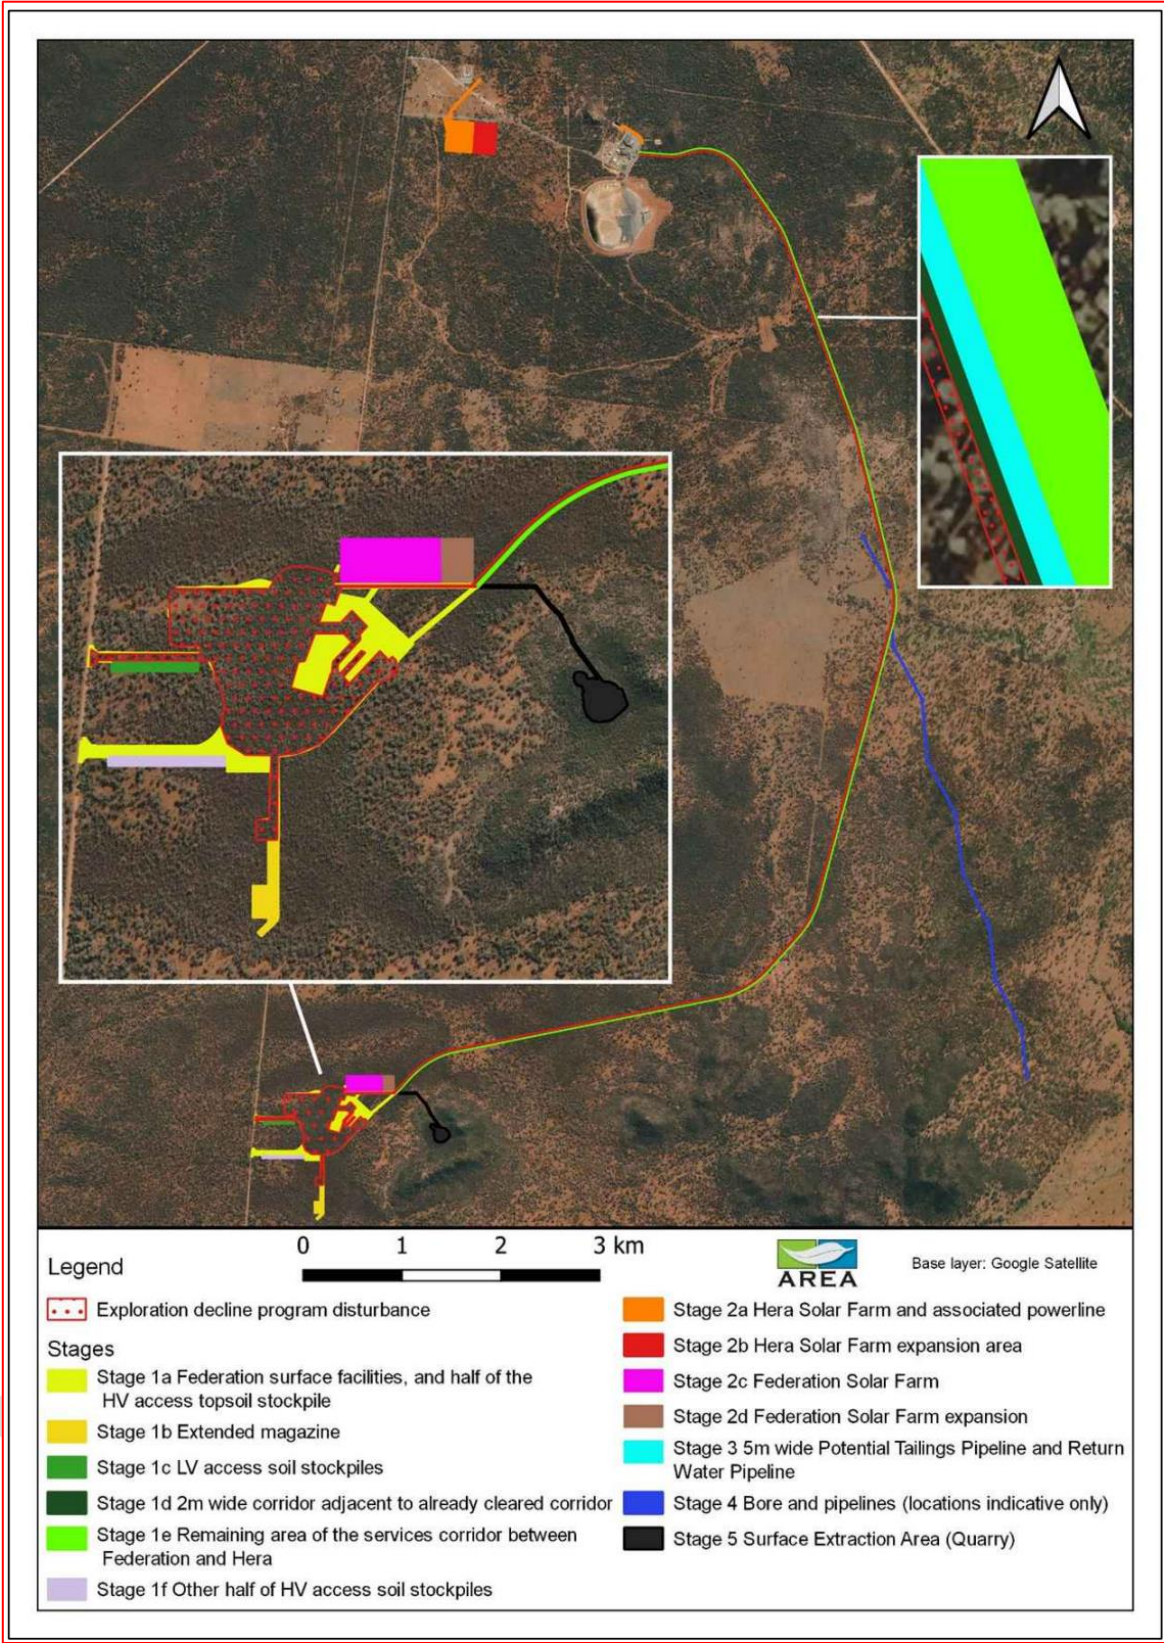 0 1 2 3 km
Legend
AREA
Base layer: Google Satellite
Exploration decline program disturbance
Stages
Stage 1a Federation surface facilities, and half of the
HV access topsoil stockpile
Stage 1b Extended magazine
Stage 1c LV access soil stockpiles
Stage 1d 2m wide corridor adjacent to already cleared corridor
Stage 1e Remaining area of the services corridor between
Federation and Hera
Stage 1f Other half of HV access soil stockpiles
Stage 2a Hera Solar Farm and associated powerline
Stage 2b Hera Solar Farm expansion area
Stage 2c Federation Solar Farm
Stage 2d Federation Solar Farm expansion
Stage 3 5m wide Potential Tailings Pipeline and Return
Water Pipeline
Stage 4 Bore and pipelines (locations indicative only)
Stage 5 Surface Extraction Area (Quarry)